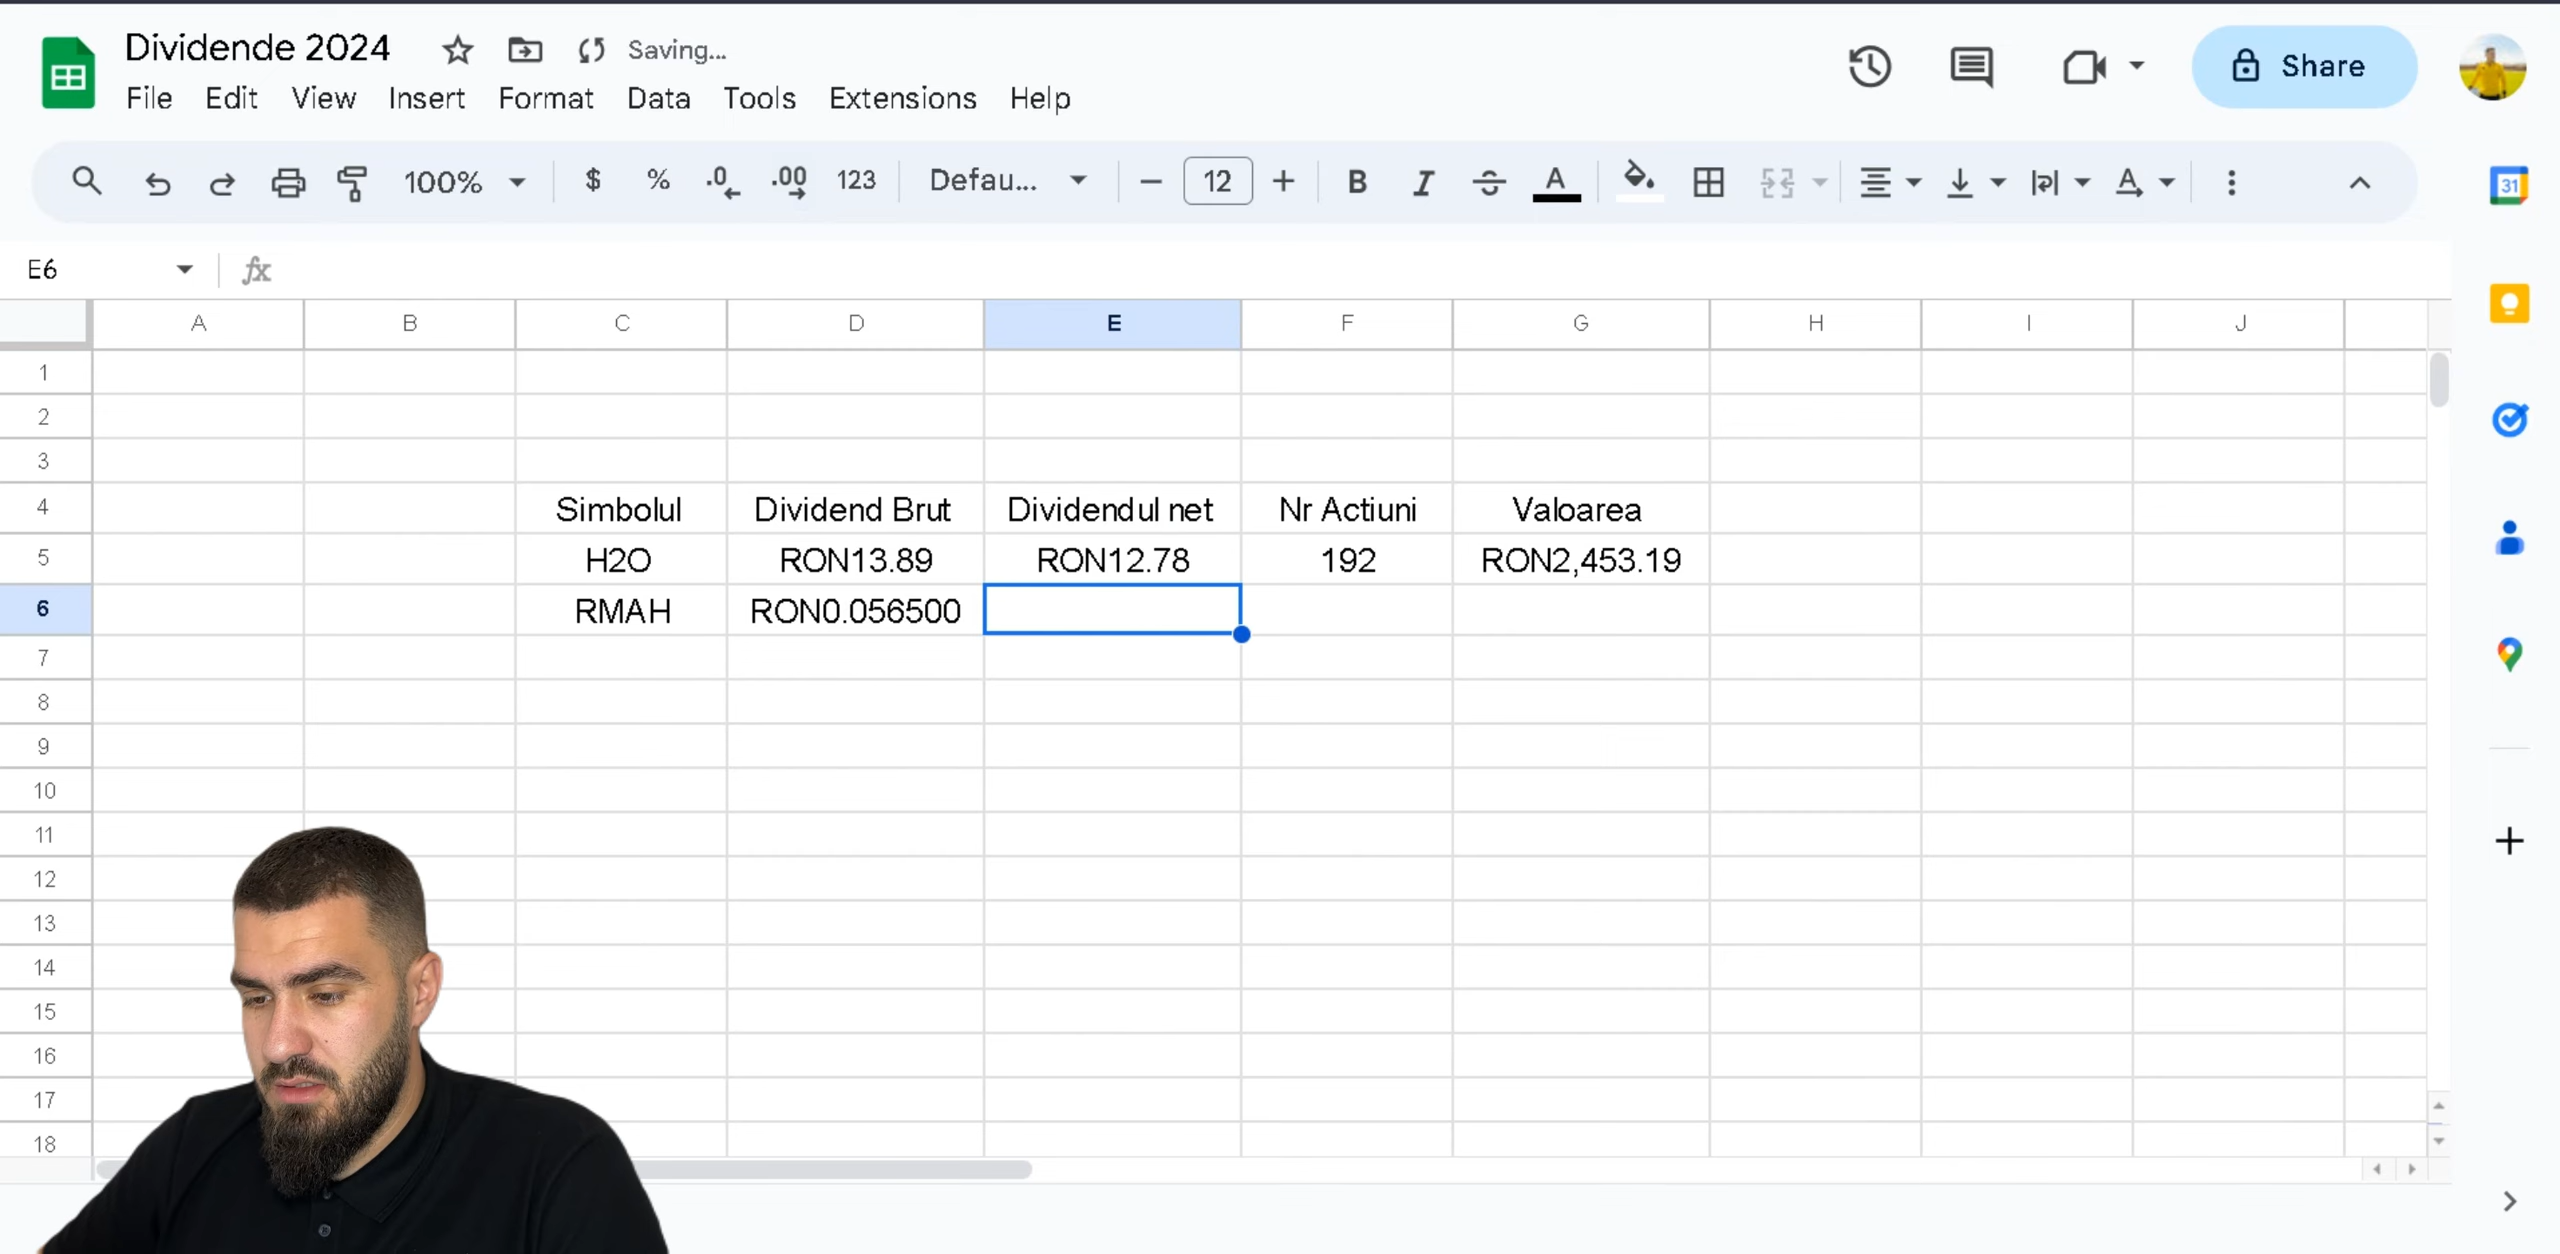 Dividende 2024 Saving...
File Edit View Insert Format Data Tools Extensions Help
Share
100% $ % .0 .00 123 Defau... 12 B I A
31
E6 fx
A B C D E F G H I J
1
2
3
4 Simbolul Dividend Brut Dividendul net Nr Actiuni Valoarea
5 H2O RON13.89 RON12.78 192 RON2,453.19
6 RMAH RON0.056500
7
8
9
10
11
12
13
14
15
16
17
18